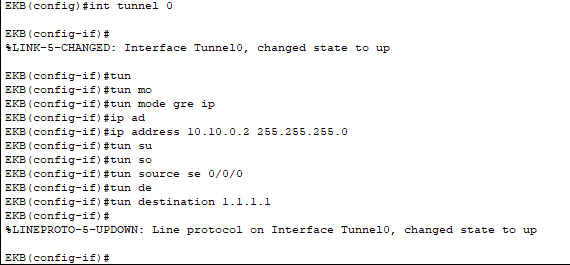 EKB(config)#int tunnel 0
EKB(config-if)#
%LINK-5-CHANGED: Interface Tunnel0, changed state to up
EKB(config-if)#tun
EKB(config-if)#tun mo
EKB(config-if)#tun mode gre ip
EKB(config-if)#ip ad
EKB(config-if)#ip address 10.10.0.2 255.255.255.0
EKB(config-if)#tun su
EKB(config-if)#tun so
EKB(config-if)#tun source se 0/0/0
EKB(config-if)#tun de
EKB(config-if)#tun destination 1.1.1.1
EKB(config-if)#
%LINEPROTO-5-UPDOWN: Line protocol on Interface Tunnel0, changed state to up
EKB(config-if)#